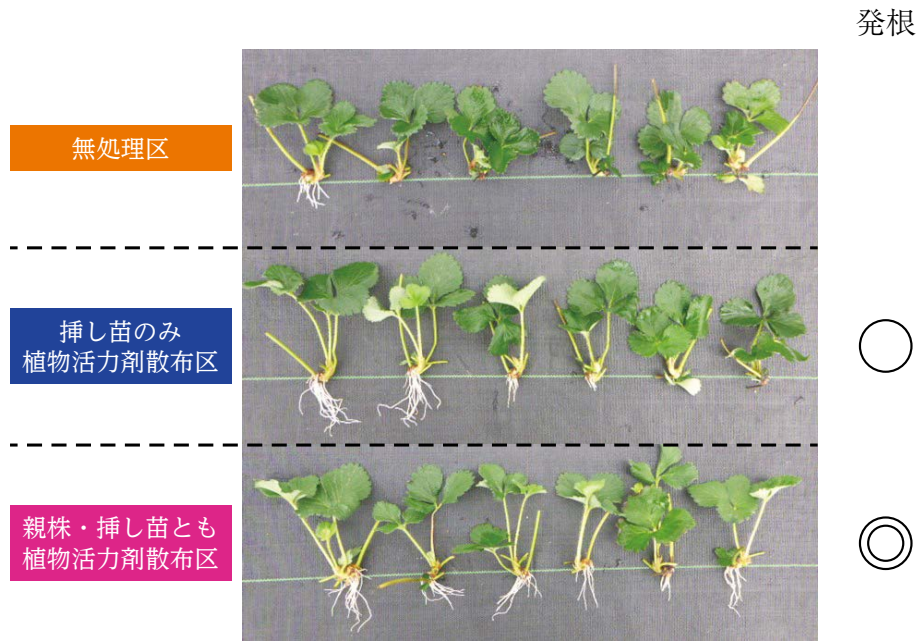 発根
無処理区
挿し苗のみ
植物活力剤散布区
○
親株・挿し苗とも
植物活力剤散布区
◎